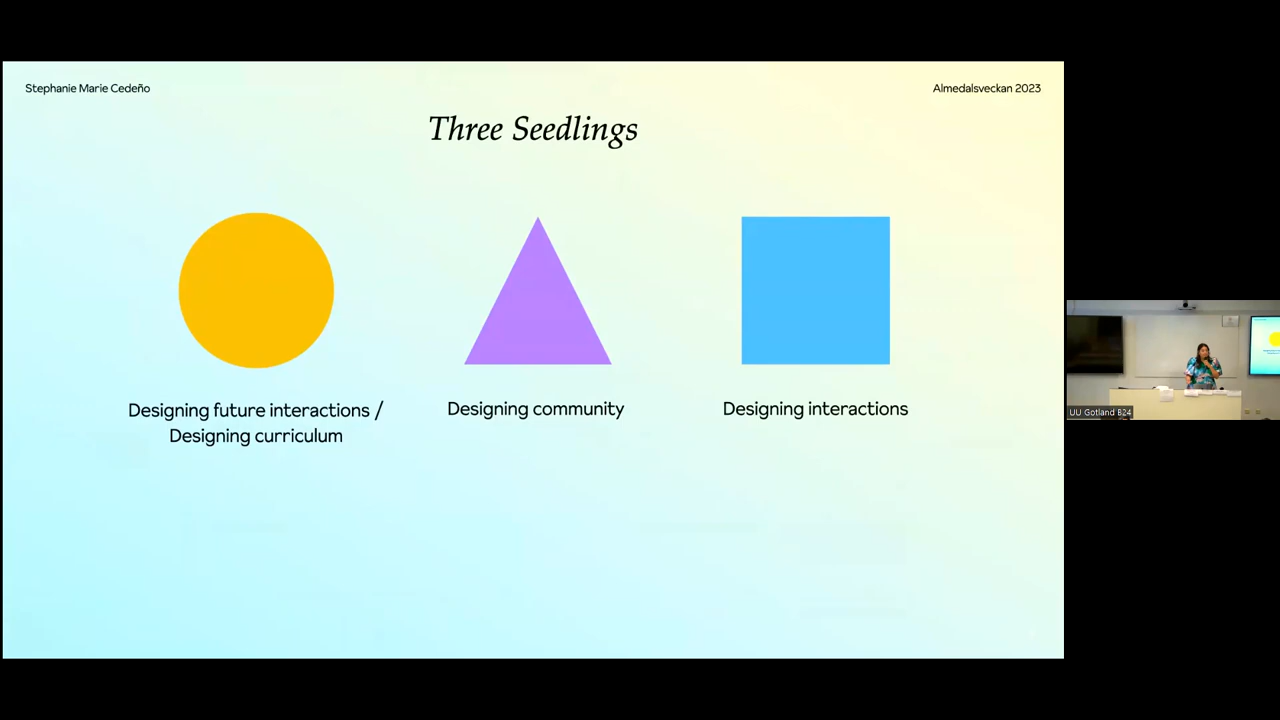 Stephanie Marie Cedeño
Almedalsveckan 2023
Three Seedlings
Designing future interactions /
Designing curriculum
Designing community
Designing interactions
UU Gotland B24